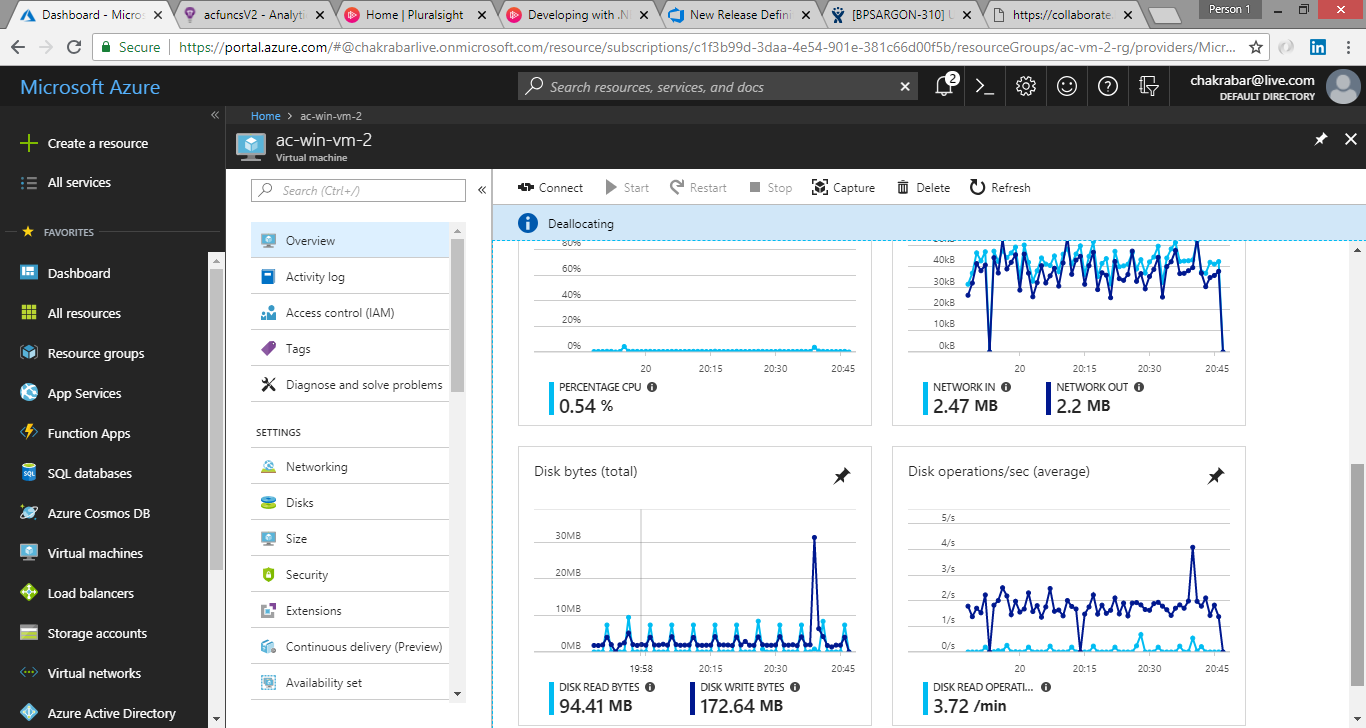 Dashboard - Micros
acfuncsV2 - Analytic
Home | Pluralsight
Developing with .N
New Release Defini
[BPSARGON-310] U
https://collaborate.
Person 1
Secure
https://portal.azure.com/#@chakrabarlive.onmicrosoft.com/resource/subscriptions/c1f3b99d-3daa-4e54-901e-381c66d00f5b/resourceGroups/ac-vm-2-rg/providers/Micr...
Microsoft Azure
Search resources, services, and docs
2
chakrabar@live.com
DEFAULT DIRECTORY
Create a resource
All services
FAVORITES
Dashboard
All resources
Resource groups
App Services
Function Apps
SQL databases
Azure Cosmos DB
Virtual machines
Load balancers
Storage accounts
Virtual networks
Azure Active Directory
Home > ac-win-vm-2
ac-win-vm-2
Virtual machine
Search (Ctrl+/)
Overview
Activity log
Access control (IAM)
Tags
Diagnose and solve problems
SETTINGS
Networking
Disks
Size
Security
Extensions
Continuous delivery (Preview)
Availability set
Connect
Start
Restart
Stop
Capture
Delete
Refresh
Deallocating
80%
60%
40%
20%
0%
20 20:15 20:30 20:45
PERCENTAGE CPU
0.54 %
50kB
40kB
30kB
20kB
10kB
0kB
20 20:15 20:30 20:45
NETWORK IN
2.47 MB
NETWORK OUT
2.2 MB
Disk bytes (total)
30MB
20MB
10MB
0MB
19:58 20:15 20:30 20:45
DISK READ BYTES
94.41 MB
DISK WRITE BYTES
172.64 MB
Disk operations/sec (average)
5/s
4/s
3/s
2/s
1/s
0/s
20 20:15 20:30 20:45
DISK READ OPERATI...
3.72 /min